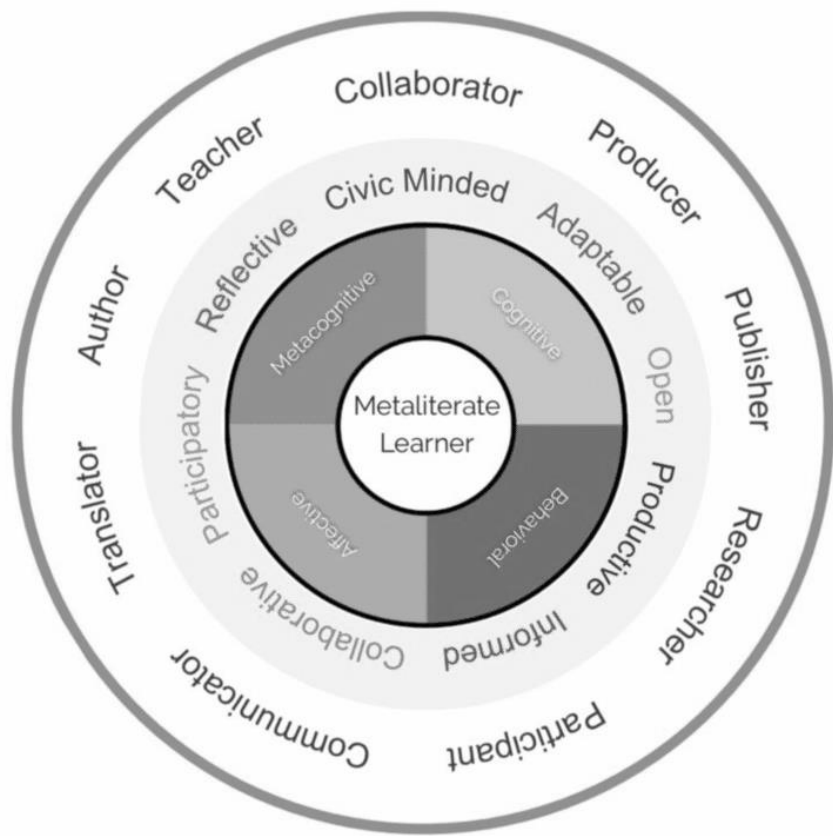 Collaborator
Producer
Publisher
Researcher
Participant
Communicator
Translator
Author
Teacher
Civic Minded
Adaptable
Open
Productive
Informed
Collaborative
Participatory
Reflective
Metacognitive
Cognitive
Behavioral
Affective
Metaliterate
Learner